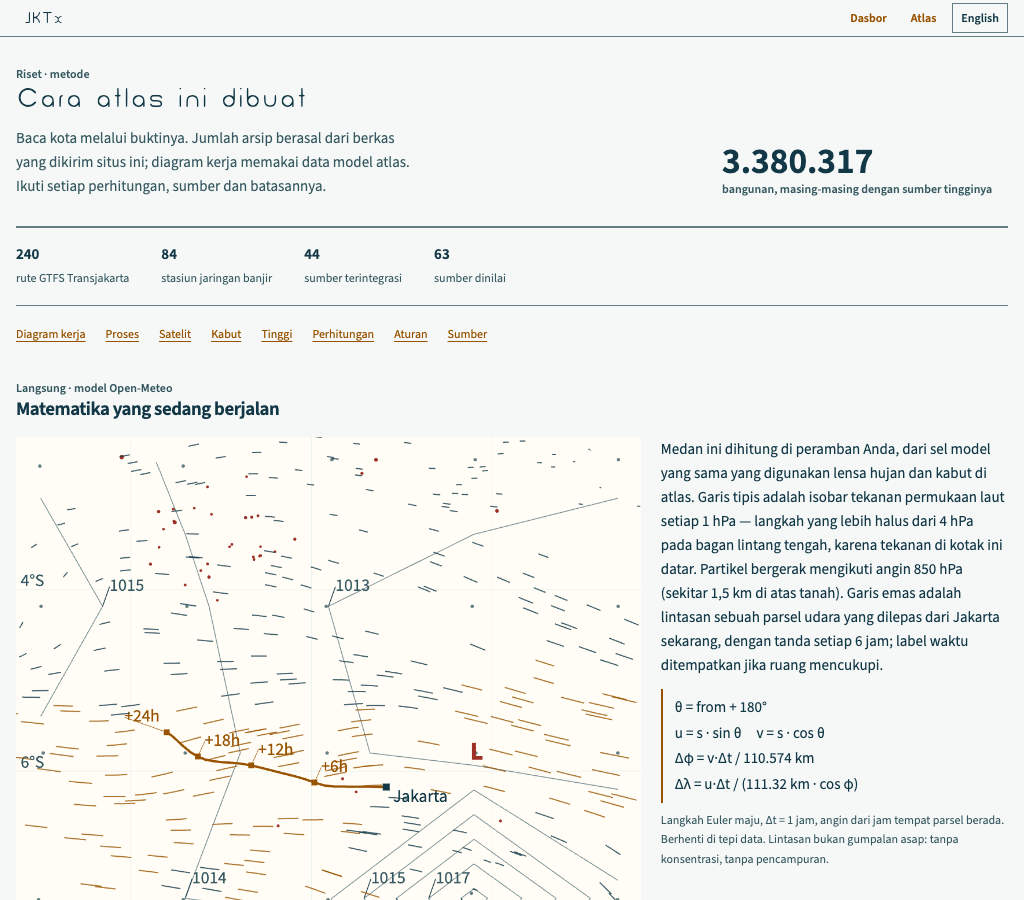 JKTx
Dasbor Atlas English
Riset · metode
Cara atlas ini dibuat
Baca kota melalui buktinya. Jumlah arsip berasal dari berkas
yang dikirim situs ini; diagram kerja memakai data model atlas.
Ikuti setiap perhitungan, sumber dan batasannya.
3.380.317
bangunan, masing-masing dengan sumber tingginya
240 84 44 63
rute GTFS Transjakarta stasiun jaringan banjir sumber terintegrasi sumber dinilai
Diagram kerja Proses Satelit Kabut Tinggi Perhitungan Aturan Sumber
Langsung · model Open-Meteo
Matematika yang sedang berjalan
4°S
1015
1013
+24h
+18h
+12h
+6h
6°S
L
Jakarta
1014
1015
1017
Medan ini dihitung di peramban Anda, dari sel model
yang sama yang digunakan lensa hujan dan kabut di
atlas. Garis tipis adalah isobar tekanan permukaan laut
setiap 1 hPa — langkah yang lebih halus dari 4 hPa
pada bagan lintang tengah, karena tekanan di kotak ini
datar. Partikel bergerak mengikuti angin 850 hPa
(sekitar 1,5 km di atas tanah). Garis emas adalah
lintasan sebuah parsel udara yang dilepas dari Jakarta
sekarang, dengan tanda setiap 6 jam; label waktu
ditempatkan jika ruang mencukupi.
θ = from + 180°
u = s · sin θ v = s · cos θ
Δφ = v·Δt / 110.574 km
Δλ = u·Δt / (111.32 km · cos φ)
Langkah Euler maju, Δt = 1 jam, angin dari jam tempat parsel berada.
Berhenti di tepi data. Lintasan bukan gumpalan asap: tanpa
konsentrasi, tanpa pencampuran.